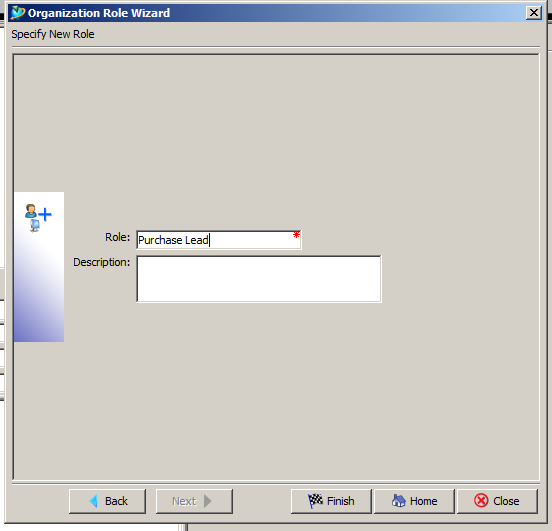 Organization Role Wizard
Specify New Role
Role: Purchase Lead *
Description:
Back Next Finish Home Close